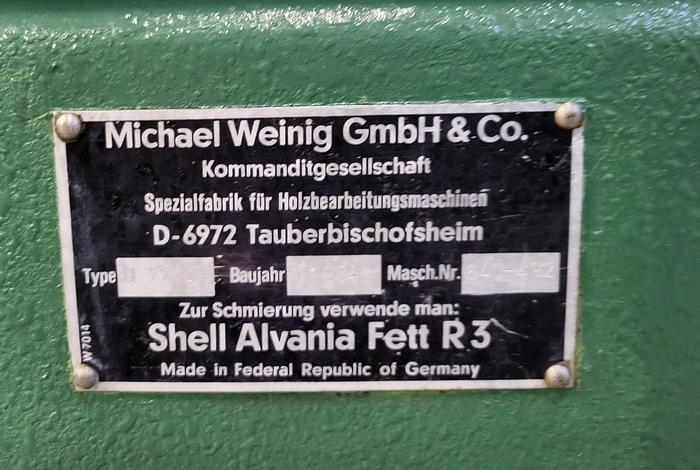 Michael Weinig GmbH & Co.
Kommanditgesellschaft
Spezialfabrik für Holzbearbeitungsmaschinen
D-6972 Tauberbischofsheim
Type Baujahr Masch.Nr.
Zur Schmierung verwende man:
Shell Alvania Fett R3
Made in Federal Republic of Germany
W7014